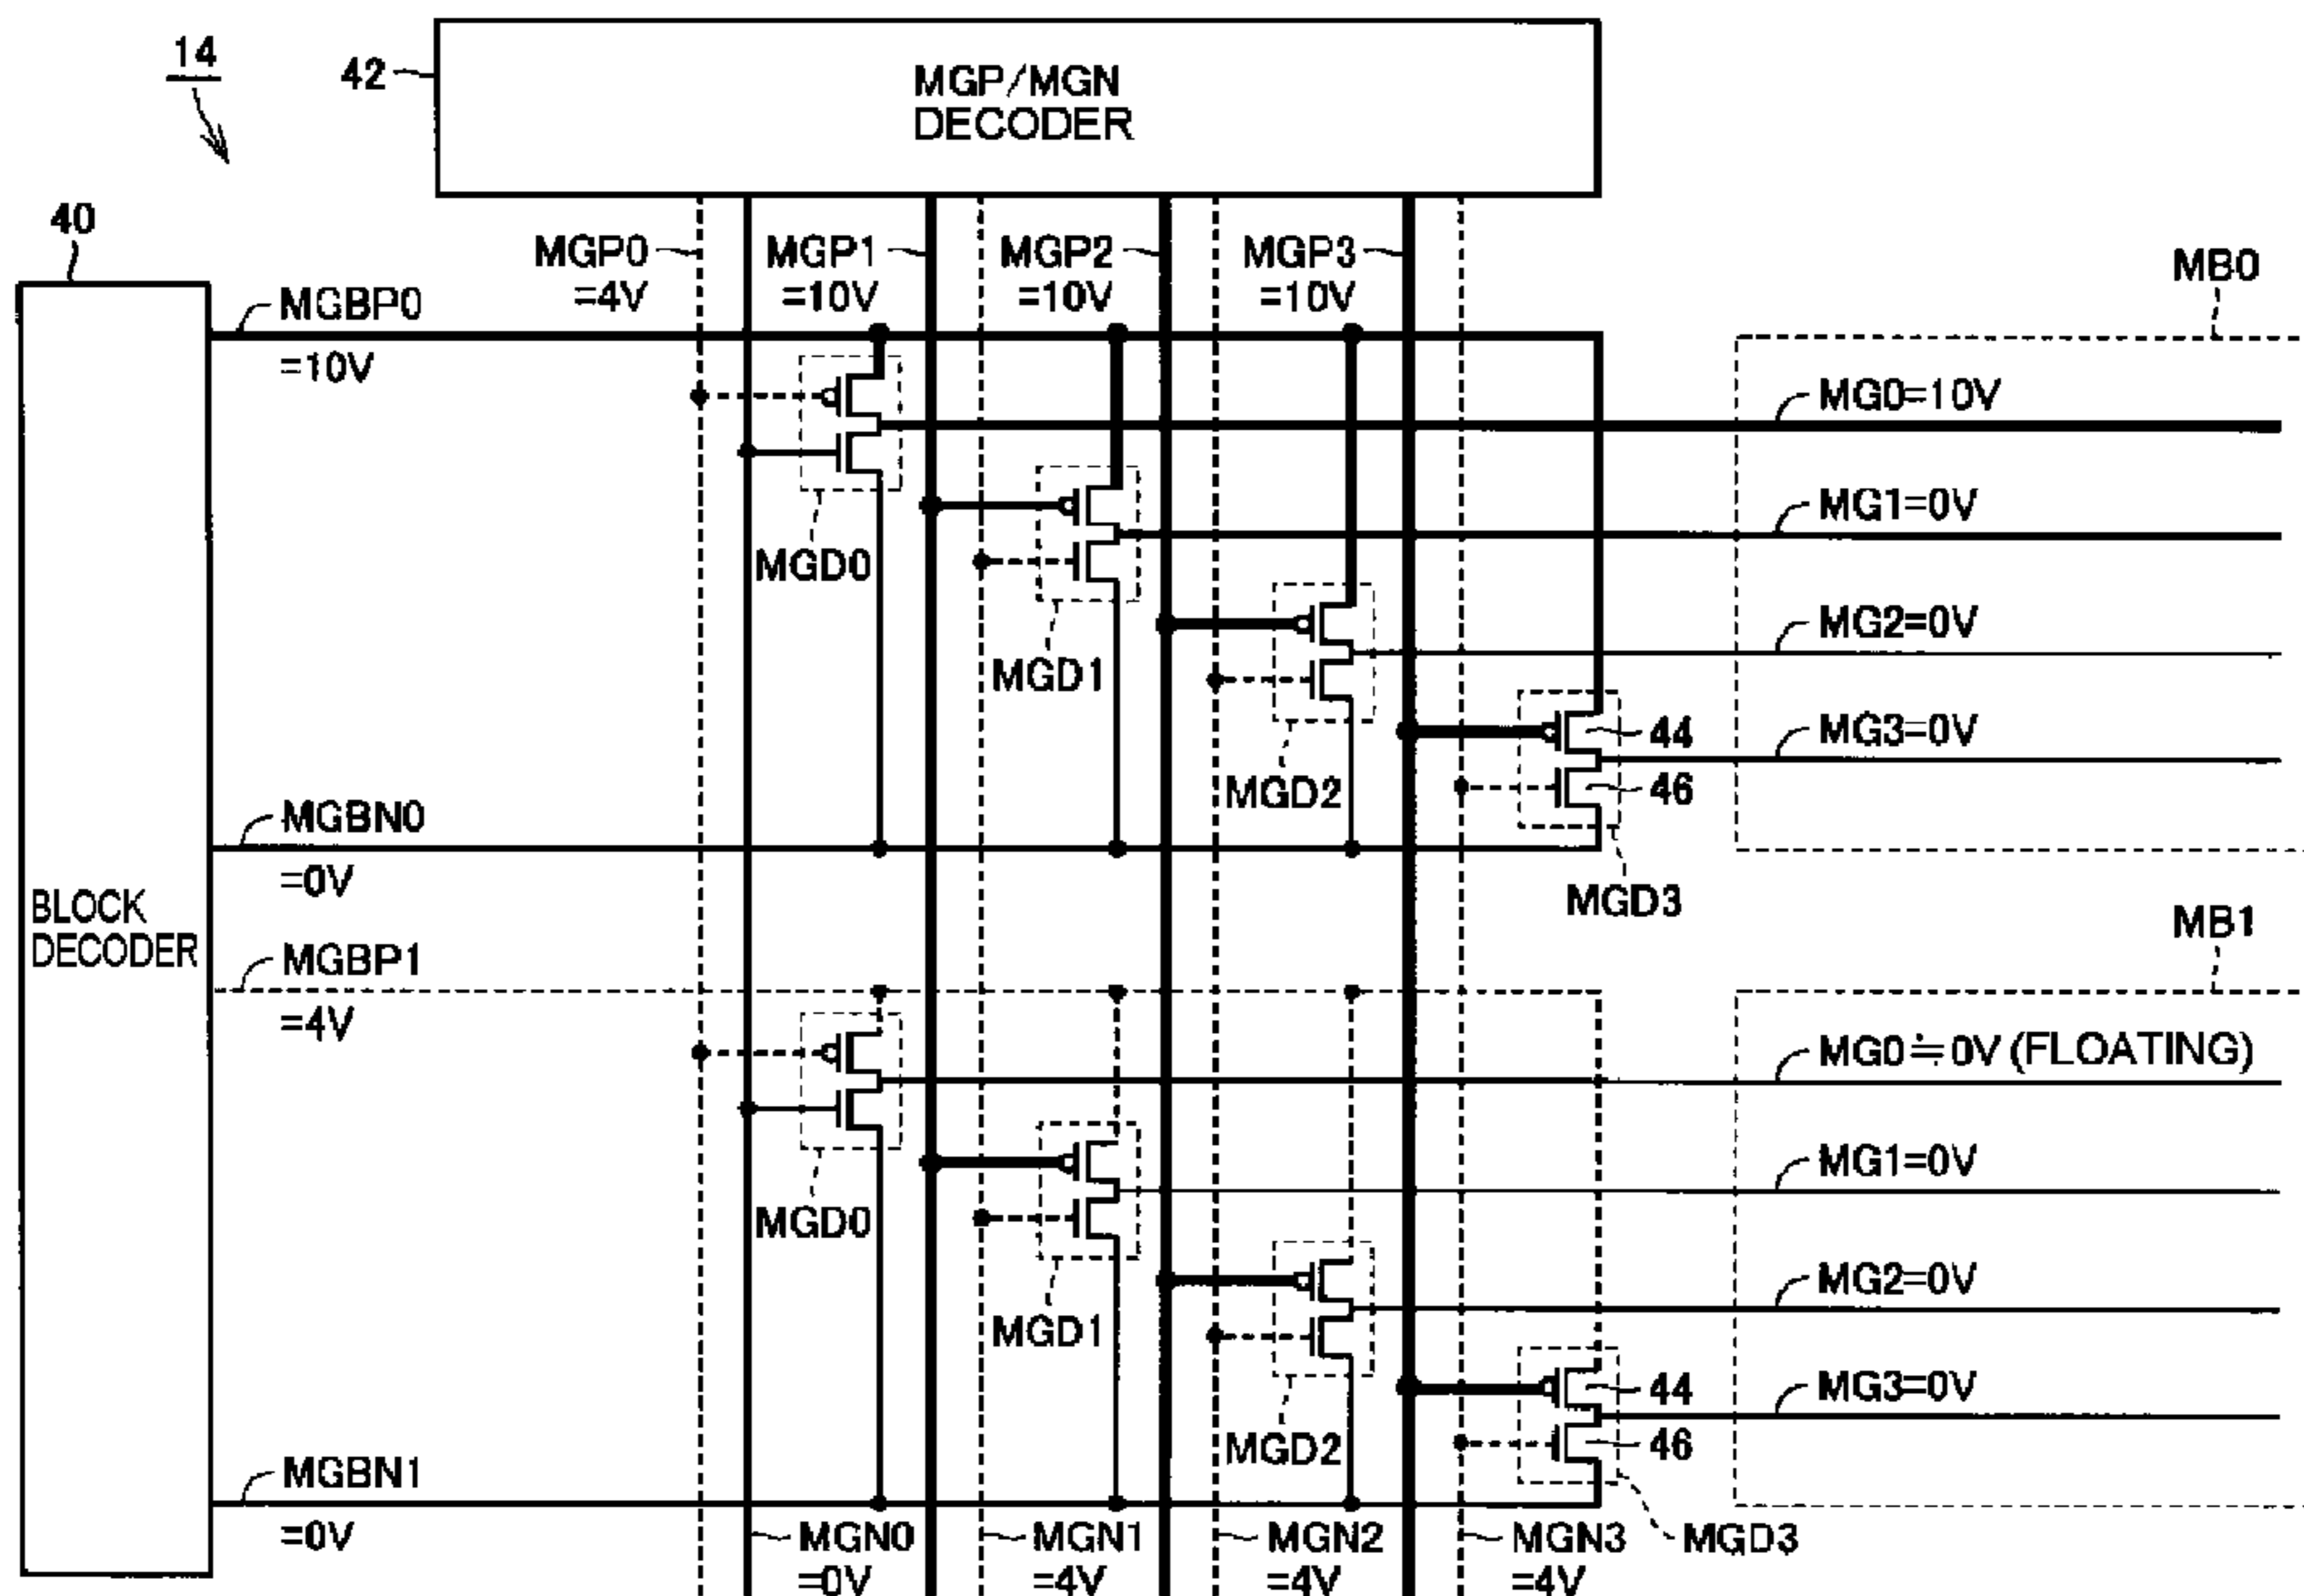 14
42
MGP/MGN
DECODER
40
MGP0
=4V
MGP1
=10V
MGP2
=10V
MGP3
=10V
MB0
MGBP0
=10V
MG0=10V
MG1=0V
MGD0
MG2=0V
MGD1
44
MG3=0V
MGD2
46
MGBN0
=0V
MGD3
BLOCK
DECODER
MB1
MGBP1
=4V
MG0≒0V (FLOATING)
MG1=0V
MGD0
MG2=0V
MGD1
44
MG3=0V
MGD2
46
MGBN1
=0V
MGN0
=0V
MGN1
=4V
MGN2
=4V
MGN3
=4V
MGD3